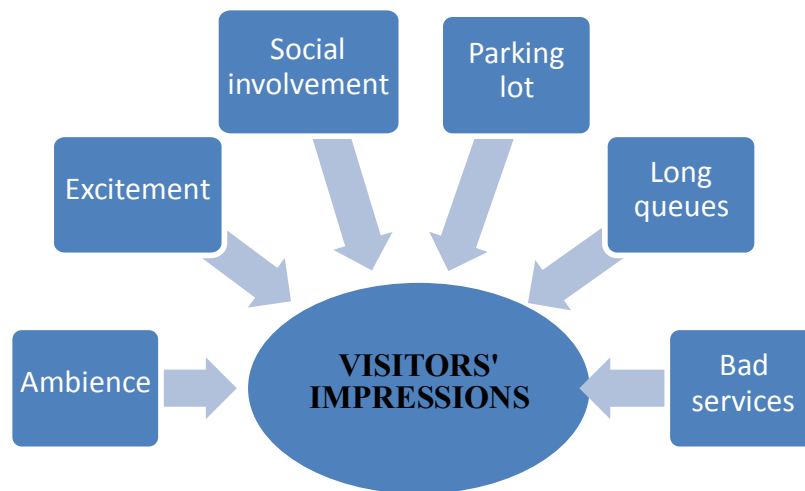 Social
involvement
Parking
lot
Excitement
Long
queues
Ambience
VISITORS'
IMPRESSIONS
Bad
services